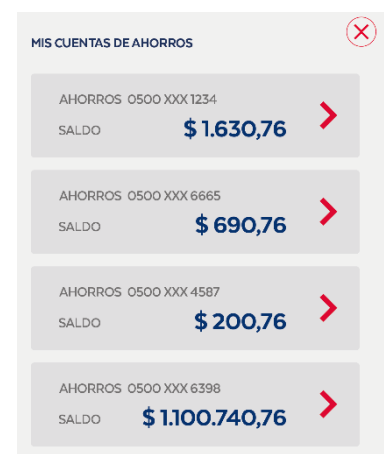 MIS CUENTAS DE AHORROS
AHORROS 0500 XXX 1234
SALDO $ 1.630,76
AHORROS 0500 XXX 6665
SALDO $ 690,76
AHORROS 0500 XXX 4587
SALDO $ 200,76
AHORROS 0500 XXX 6398
SALDO $ 1.100.740,76